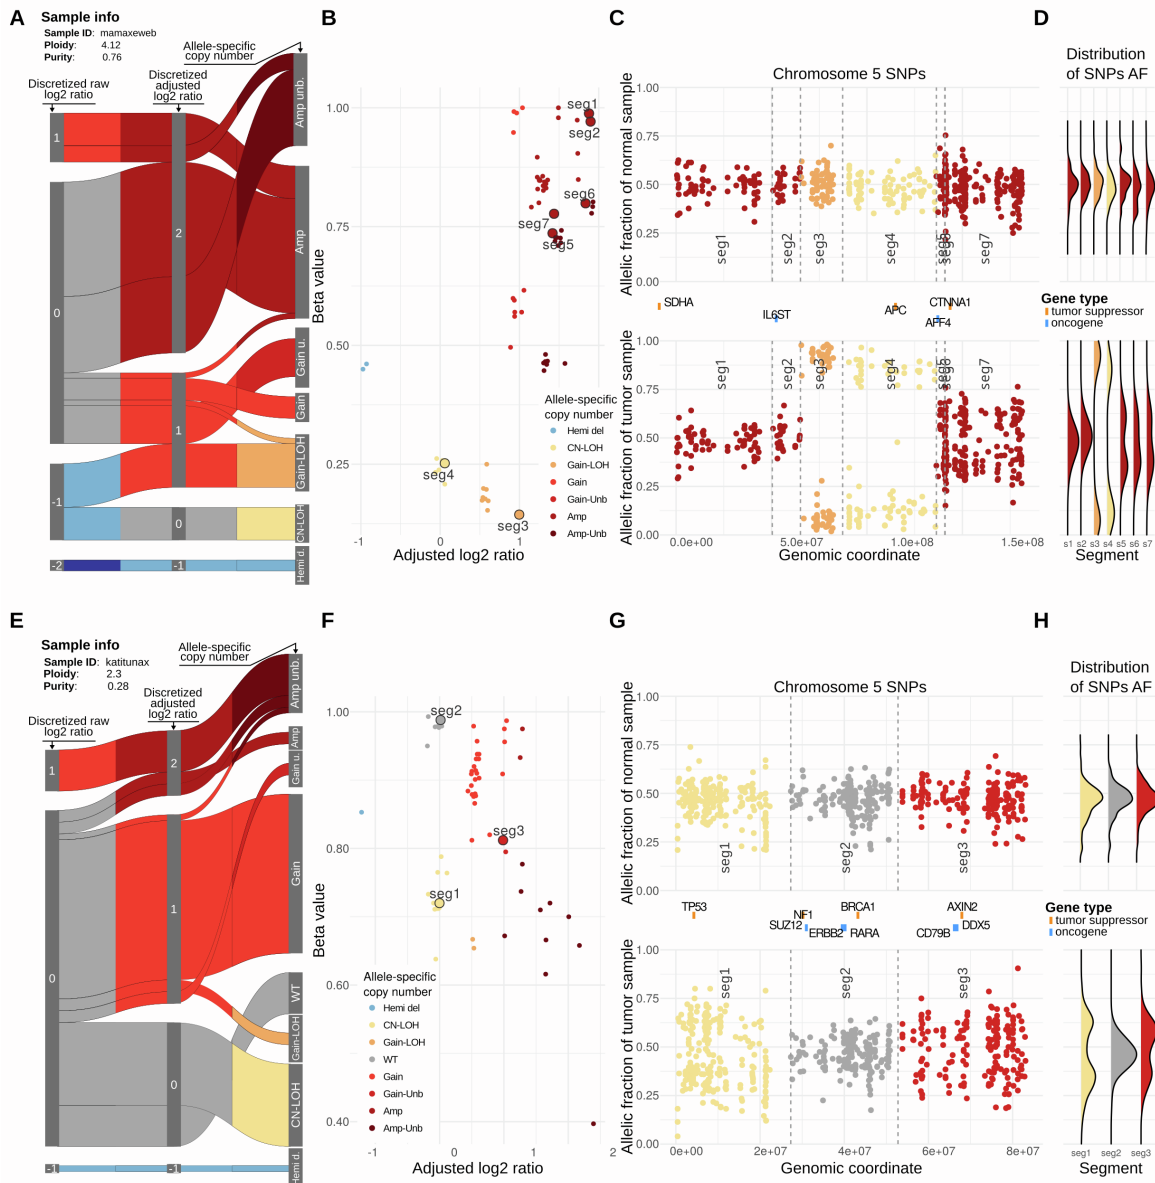 A
Sample info
Sample ID: mamaxeweb
Ploidy: 4.12
Purity: 0.76
Allele-specific
copy number
Discretized raw
log2 ratio
Discretized
adjusted
log2 ratio
1
0
-1
-2
2
1
0
-1
Amp unb.
Amp
Gain u.
Gain
Gain-LOH
CN-LOH
Hemi d.
B
Beta value
1.00
0.75
0.50
0.25
seg1
seg2
seg6
seg7
seg5
seg4
seg3
-1
0
1
Adjusted log2 ratio
Allele-specific
copy number
Hemi del
CN-LOH
Gain-LOH
Gain
Gain-Unb
Amp
Amp-Unb
C
Chromosome 5 SNPs
Allelic fraction of normal sample
1.00
0.75
0.50
0.25
0.00
seg1
seg2
seg3
seg4
seg5
seg6
seg7
SDHA
IL6ST
APC
CTNNA1
AFF4
Allelic fraction of tumor sample
1.00
0.75
0.50
0.25
0.00
seg1
seg2
seg3
seg4
seg5
seg6
seg7
0.0e+00
5.0e+07
1.0e+08
1.5e+08
Genomic coordinate
D
Distribution
of SNPs AF
Gene type
tumor suppressor
oncogene
s1 s2 s3 s4 s5 s6 s7
Segment
E
Sample info
Sample ID: katitunax
Ploidy: 2.3
Purity: 0.28
Allele-specific
copy number
Discretized raw
log2 ratio
Discretized
adjusted
log2 ratio
1
0
-1
2
1
0
-1
Amp unb.
Amp
Gain u.
Gain
WT
Gain-LOH
CN-LOH
Hemi d.
F
Beta value
1.00
0.80
0.60
0.40
seg2
seg3
seg1
-1
0
1
2
Adjusted log2 ratio
Allele-specific
copy number
Hemi del
CN-LOH
Gain-LOH
WT
Gain
Gain-Unb
Amp
Amp-Unb
G
Chromosome 5 SNPs
Allelic fraction of normal sample
1.00
0.75
0.50
0.25
0.00
seg1
seg2
seg3
TP53
NF1
BRCA1
AXIN2
SUZ12
ERBB2
RARA
CD79B
DDX5
Allelic fraction of tumor sample
1.00
0.75
0.50
0.25
0.00
seg1
seg2
seg3
0e+00
2e+07
4e+07
6e+07
8e+07
Genomic coordinate
H
Distribution
of SNPs AF
Gene type
tumor suppressor
oncogene
seg1 seg2 seg3
Segment